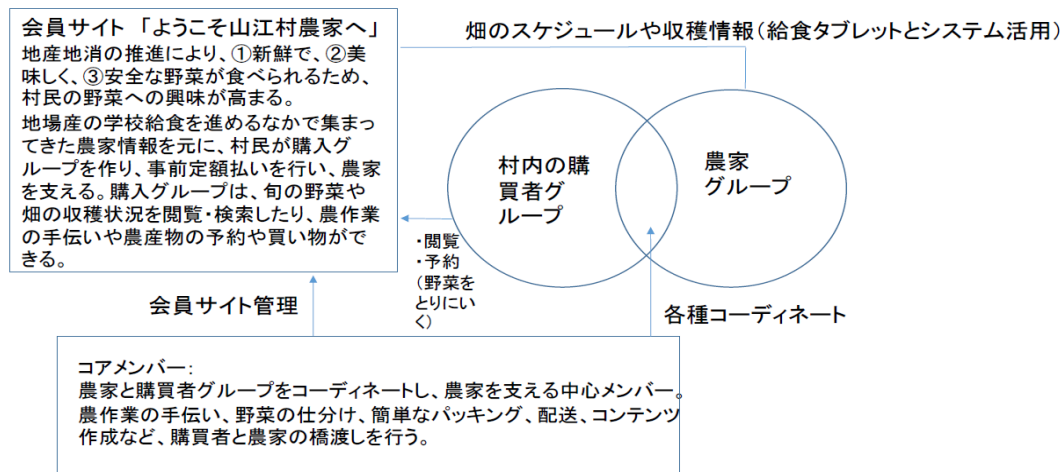 会員サイト 「ようこそ山江村農家へ」
地産地消の推進により、①新鮮で、②美
味しく、③安全な野菜が食べられるため、
村民の野菜への興味が高まる。
地場産の学校給食を進めるなかで集まっ
てきた農家情報を元に、村民が購入グ
ループを作り、事前定額払いを行い、農家
を支える。購入グループは、旬の野菜や
畑の収穫状況を閲覧・検索したり、農作業
の手伝いや農産物の予約や買い物がで
きる。
畑のスケジュールや収穫情報（給食タブレットとシステム活用）
村内の購
買者グ
ループ
農家
グループ
・閲覧
・予約
（野菜を
とりにい
く）
会員サイト管理
各種コーディネート
コアメンバー：
農家と購買者グループをコーディネートし、農家を支える中心メンバー。
農作業の手伝い、野菜の仕分け、簡単なパッキング、配送、コンテンツ
作成など、購買者と農家の橋渡しを行う。